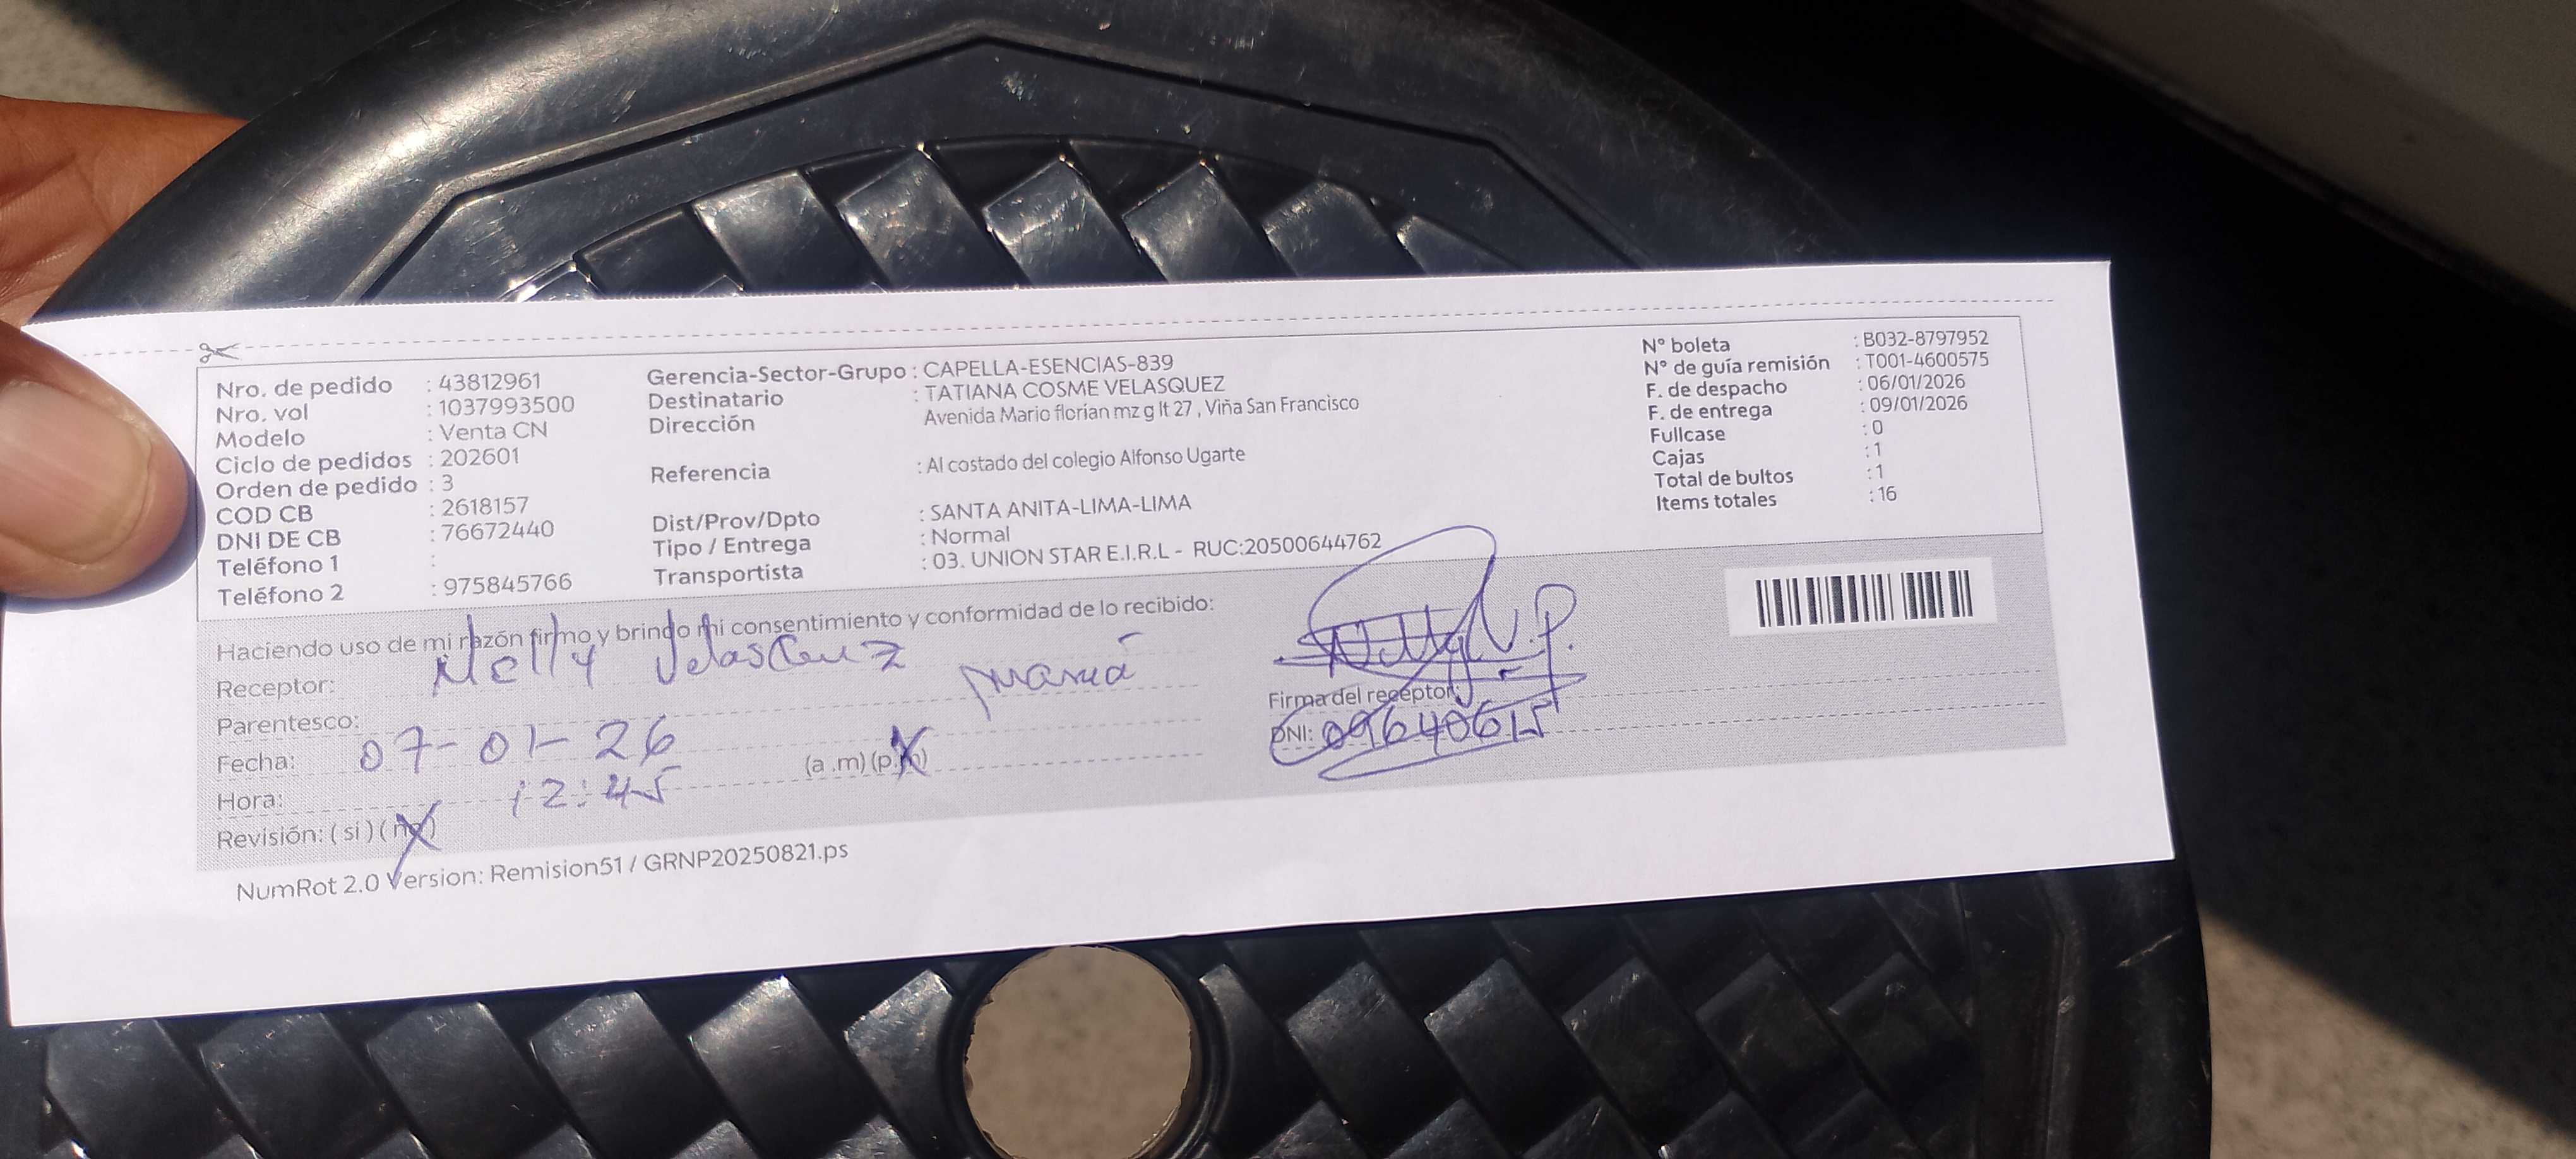 Nro. de pedido : 43812961
Nro. vol : 1037993500
Modelo : Venta CN
Ciclo de pedidos : 202601
Orden de pedido : 3
COD CB : 2618157
DNI DE CB : 76672440
Teléfono 1 :
Teléfono 2 : 975845766
Gerencia-Sector-Grupo : CAPELLA-ESENCIAS-839
Destinatario : TATIANA COSME VELASQUEZ
Dirección Avenida Mario florían mz g lt 27 , Viña San Francisco
Referencia : Al costado del colegio Alfonso Ugarte
Dist/Prov/Dpto : SANTA ANITA-LIMA-LIMA
Tipo / Entrega : Normal
Transportista : 03. UNION STAR E.I.R.L - RUC:20500644762
N° boleta : B032-8797952
N° de guía remisión : T001-4600575
F. de despacho : 06/01/2026
F. de entrega : 09/01/2026
Fullcase : 0
Cajas : 1
Total de bultos : 1
Items totales : 16
Haciendo uso de mi razón firmo y brindo mi consentimiento y conformidad de lo recibido:
Receptor: Nelly Velasquez
Parentesco: mamá
Fecha: 07-01-26
Hora: 12:45 (a .m) (p.m)
Revisión: ( si ) ( no )
Firma del receptor:
DNI: 09640615
NumRot 2.0 Version: Remision51 / GRNP20250821.ps